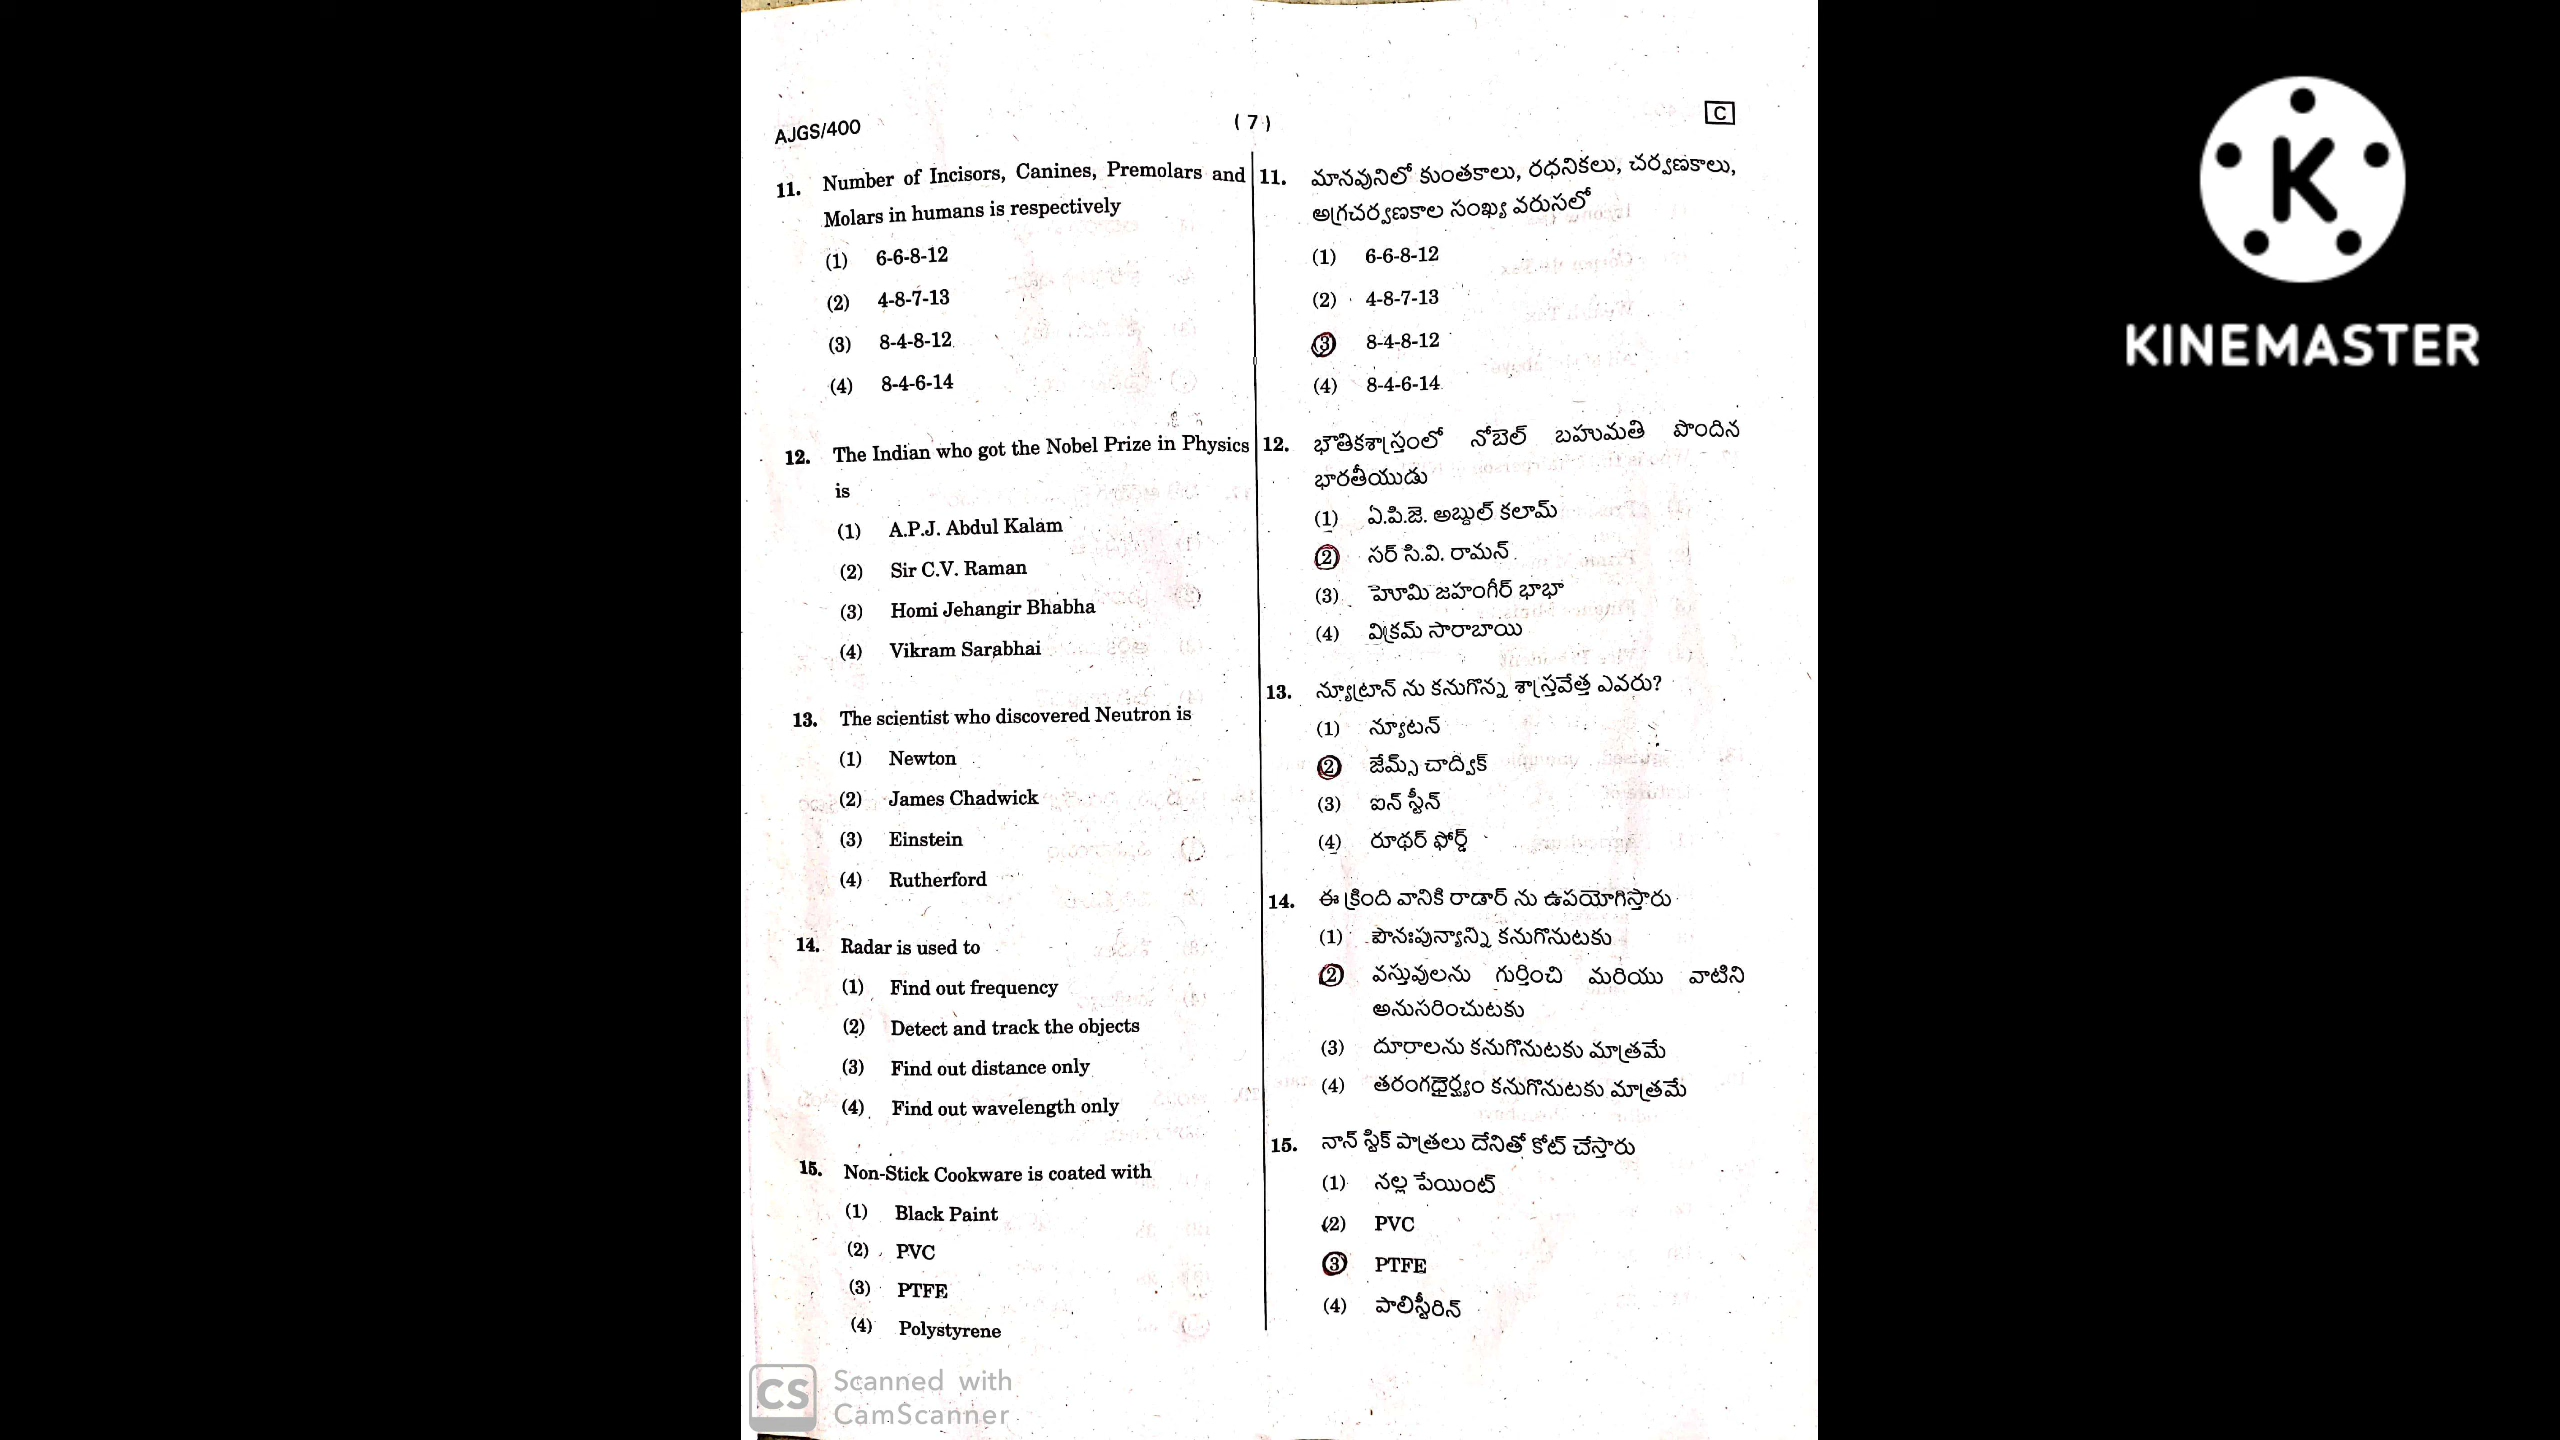 AJGS/400
( 7 )
C
11. Number of Incisors, Canines, Premolars and
Molars in humans is respectively
(1) 6-6-8-12
(2) 4-8-7-13
(3) 8-4-8-12
(4) 8-4-6-14
12. The Indian who got the Nobel Prize in Physics
is
(1) A.P.J. Abdul Kalam
(2) Sir C.V. Raman
(3) Homi Jehangir Bhabha
(4) Vikram Sarabhai
13. The scientist who discovered Neutron is
(1) Newton
(2) James Chadwick
(3) Einstein
(4) Rutherford
14. Radar is used to
(1) Find out frequency
(2) Detect and track the objects
(3) Find out distance only
(4) Find out wavelength only
15. Non-Stick Cookware is coated with
(1) Black Paint
(2) PVC
(3) PTFE
(4) Polystyrene
11. మానవునిలో కుంతకాలు, రధనికలు, చర్వణకాలు,
అగ్రచర్వణకాల సంఖ్య వరుసలో
(1) 6-6-8-12
(2) 4-8-7-13
(3) 8-4-8-12
(4) 8-4-6-14
12. భౌతికశాస్త్రంలో నోబెల్ బహుమతి పొందిన
భారతీయుడు
(1) ఏ.పి.జె. అబ్దుల్ కలామ్
(2) సర్ సి.వి. రామన్
(3) హెూమి జహంగీర్ భాభా
(4) విక్రమ్ సారాబాయి
13. న్యూట్రాన్ ను కనుగొన్న శాస్త్రవేత్త ఎవరు?
(1) న్యూటన్
(2) జేమ్స్ చాద్విక్
(3) ఐన్ స్టీన్
(4) రూథర్ ఫోర్డ్
14. ఈ క్రింది వానికి రాడార్ ను ఉపయోగిస్తారు
(1) పౌనఃపున్యాన్ని కనుగొనుటకు
(2) వస్తువులను గుర్తించి మరియు వాటిని
అనుసరించుటకు
(3) దూరాలను కనుగొనుటకు మాత్రమే
(4) తరంగదైర్ఘ్యం కనుగొనుటకు మాత్రమే
15. నాన్ స్టిక్ పాత్రలు దేనితో కోట్ చేస్తారు
(1) నల్ల పేయింట్
(2) PVC
(3) PTFE
(4) పాలిస్టీరిన్
CS Scanned with
CamScanner
K
KINEMASTER